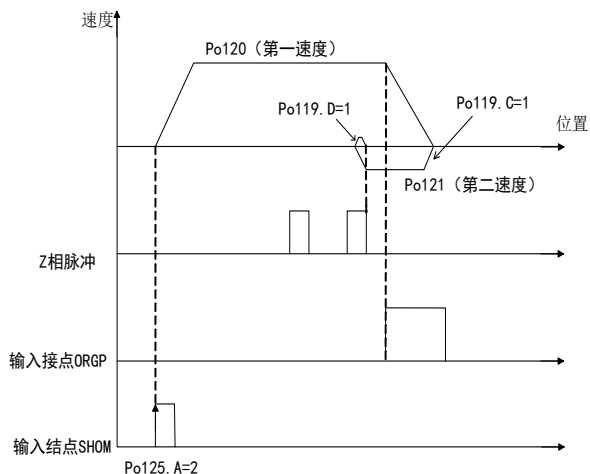 速度
Po120（第一速度）
Po119.D=1
Po119.C=1
位置
Po121（第二速度）
Z相脉冲
输入接点ORGP
输入结点SHOM
Po125.A=2